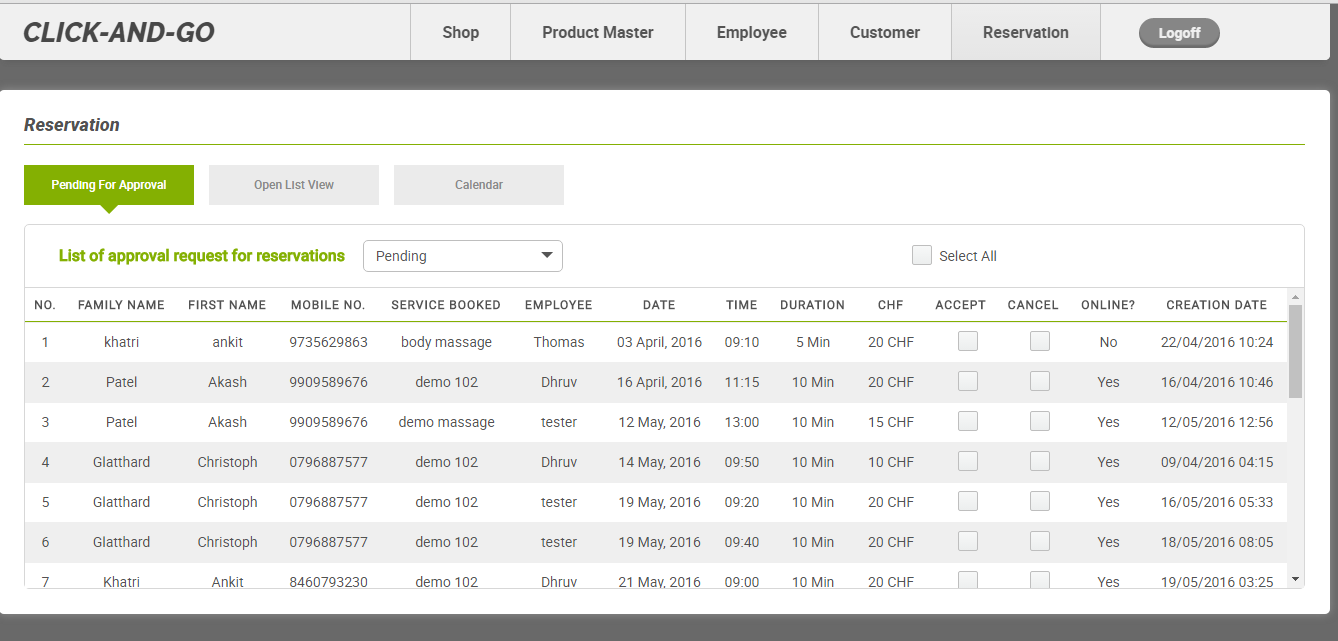 CLICK-AND-GO Shop Product Master Employee Customer Reservation Logoff
Reservation
Pending For Approval Open List View Calendar
List of approval request for reservations Pending Select All
NO. FAMILY NAME FIRST NAME MOBILE NO. SERVICE BOOKED EMPLOYEE DATE TIME DURATION CHF ACCEPT CANCEL ONLINE? CREATION DATE
1 khatri ankit 9735629863 body massage Thomas 03 April, 2016 09:10 5 Min 20 CHF No 22/04/2016 10:24
2 Patel Akash 9909589676 demo 102 Dhruv 16 April, 2016 11:15 10 Min 20 CHF Yes 16/04/2016 10:46
3 Patel Akash 9909589676 demo massage tester 12 May, 2016 13:00 10 Min 15 CHF Yes 12/05/2016 12:56
4 Glatthard Christoph 0796887577 demo 102 Dhruv 14 May, 2016 09:50 10 Min 10 CHF Yes 09/04/2016 04:15
5 Glatthard Christoph 0796887577 demo 102 tester 19 May, 2016 09:20 10 Min 20 CHF Yes 16/05/2016 05:33
6 Glatthard Christoph 0796887577 demo 102 tester 19 May, 2016 09:40 10 Min 20 CHF Yes 18/05/2016 08:05
7 Khatri Ankit 8460793230 demo 102 Dhruv 21 May, 2016 09:00 10 Min 20 CHF Yes 19/05/2016 03:25